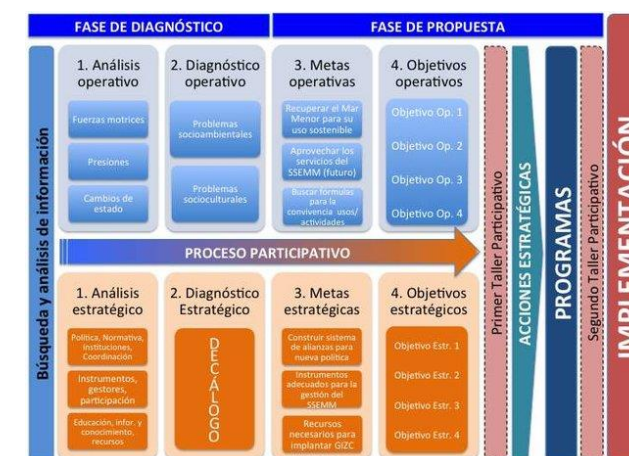 FASE DE DIAGNÓSTICO
FASE DE PROPUESTA
Búsqueda y análisis de información
1. Análisis
operativo
Fuerzas motrices
Presiones
Cambios de
estado
2. Diagnóstico
operativo
Problemas
socioambientales
Problemas
socioculturales
3. Metas
operativas
Recuperar el Mar
Menor para su
uso sostenible
Aprovechar los
servicios del
SSEMM (futuro)
Buscar fórmulas
para la
convivencia usos/
actividades
4. Objetivos
operativos
Objetivo Op. 1
Objetivo Op. 2
Objetivo Op. 3
Objetivo Op. 4
PROCESO PARTICIPATIVO
1. Análisis
estratégico
Política, Normativa,
Instituciones,
Coordinación
Instrumentos,
gestores,
participación
Educación, infor. y
conocimiento,
recursos
2. Diagnóstico
Estratégico
DECÁLOGO
3. Metas
estratégicas
Construir sistema
de alianzas para
nueva política
Instrumentos
adecuados para la
gestión del
SSEMM
Recursos
necesarios para
implantar GIZC
4. Objetivos
estratégicos
Objetivo Estr. 1
Objetivo Estr. 2
Objetivo Estr. 3
Objetivo Estr. 4
Primer Taller Participativo
ACCIONES ESTRATÉGICAS
PROGRAMAS
Segundo Taller Participativo
IMPLEMENTACIÓN